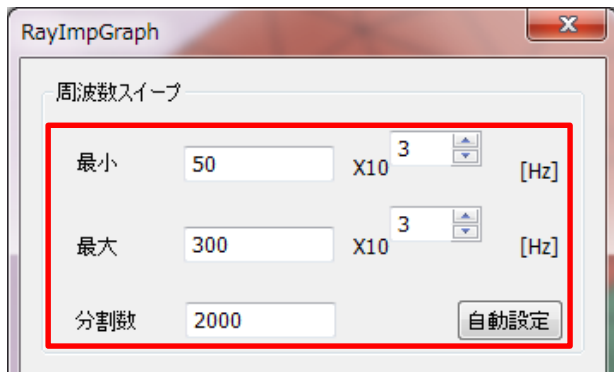 RayImpGraph
周波数スイープ
最小 50 X10 3 [Hz]
最大 300 X10 3 [Hz]
分割数 2000 自動設定